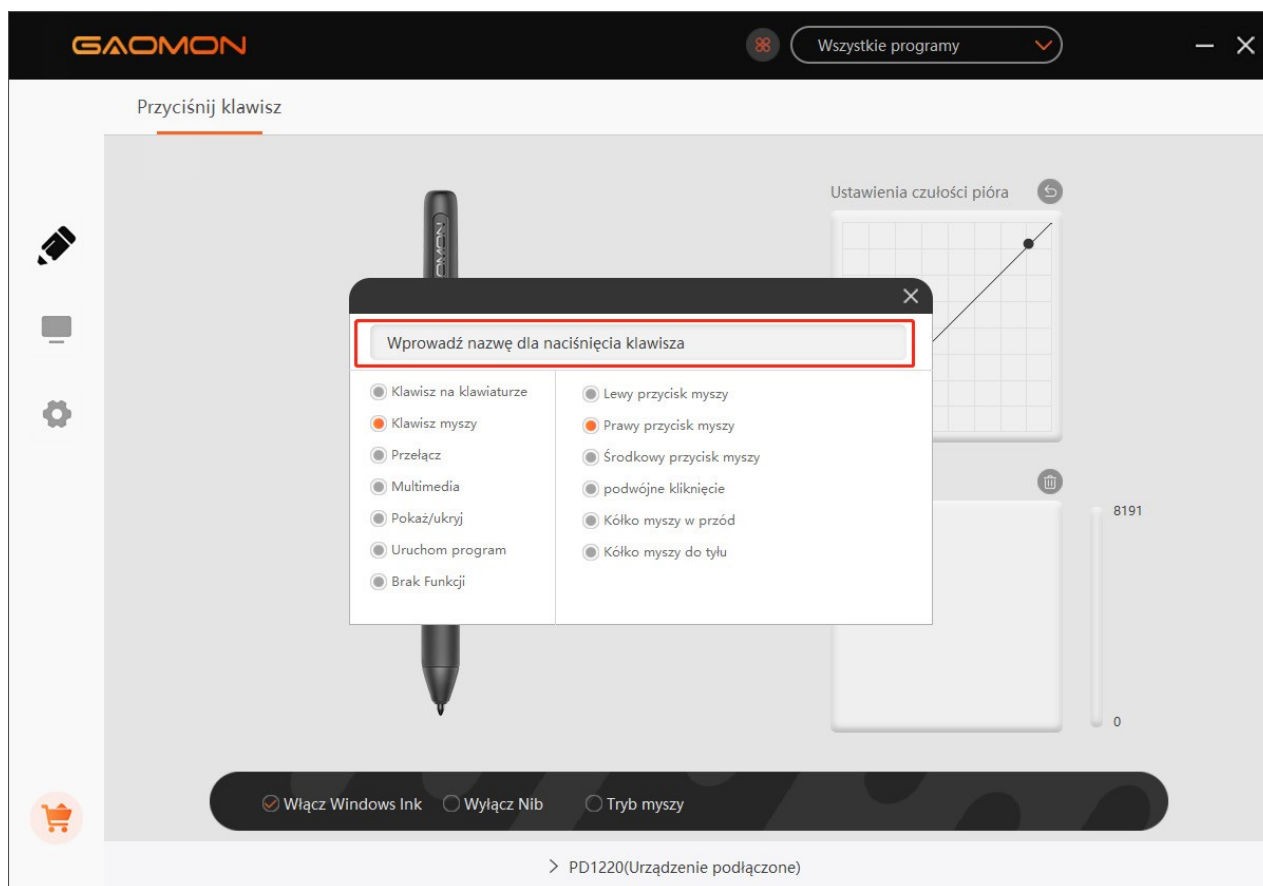 GAOMON
Wszystkie programy
Przyciśnij klawisz
Ustawienia czułości pióra
Wprowadź nazwę dla naciśnięcia klawisza
Klawisz na klawiaturze
Klawisz myszy
Przełącz
Multimedia
Pokaż/ukryj
Uruchom program
Brak Funkcji
Lewy przycisk myszy
Prawy przycisk myszy
Środkowy przycisk myszy
podwójne kliknięcie
Kółko myszy w przód
Kółko myszy do tyłu
8191
0
Włącz Windows Ink Wyłącz Nib Tryb myszy
PD1220(Urządzenie podłączone)